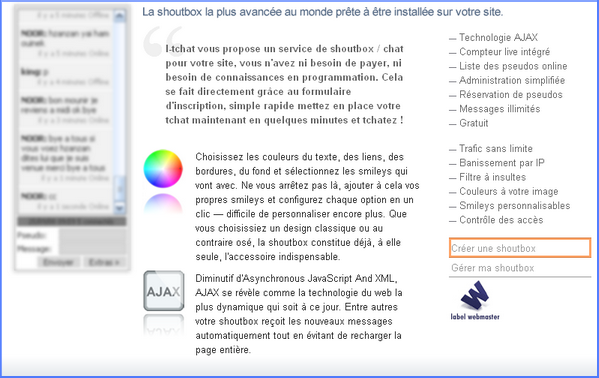 La shoutbox la plus avancée au monde prête à être installée sur votre site.
I-tchat vous propose un service de shoutbox / chat
pour votre site, vous n'avez ni besoin de payer, ni
besoin de connaissances en programmation. Cela
se fait directement grâce au formulaire
d'inscription, simple rapide mettez en place votre
tchat maintenant en quelques minutes et tchatez !
Choisissez les couleurs du texte, des liens, des
bordures, du fond et sélectionnez les smileys qui
vont avec. Ne vous arrêtez pas là, ajouter à cela vos
propres smileys et configurez chaque option en un
clic — difficile de personnaliser encore plus. Que
vous choisissiez un design classique ou au
contraire osé, la shoutbox constitue déjà, à elle
seule, l'accessoire indispensable.
AJAX
Diminutif d'Asynchronous JavaScript And XML,
AJAX se révèle comme la technologie du web la
plus dynamique qui soit à ce jour. Entre autres
votre shoutbox reçoit les nouveaux messages
automatiquement tout en évitant de recharger la
page entière.
— Technologie AJAX
— Compteur live intégré
— Liste des pseudos online
— Administration simplifiée
— Réservation de pseudos
— Messages illimités
— Gratuit
— Trafic sans limite
— Banissement par IP
— Filtre à insultes
— Couleurs à votre image
— Smileys personnalisables
— Contrôle des accès
Créer une shoutbox
Gérer ma shoutbox
label webmaster
Pseudo:
Message:
Envoyer
Extras >